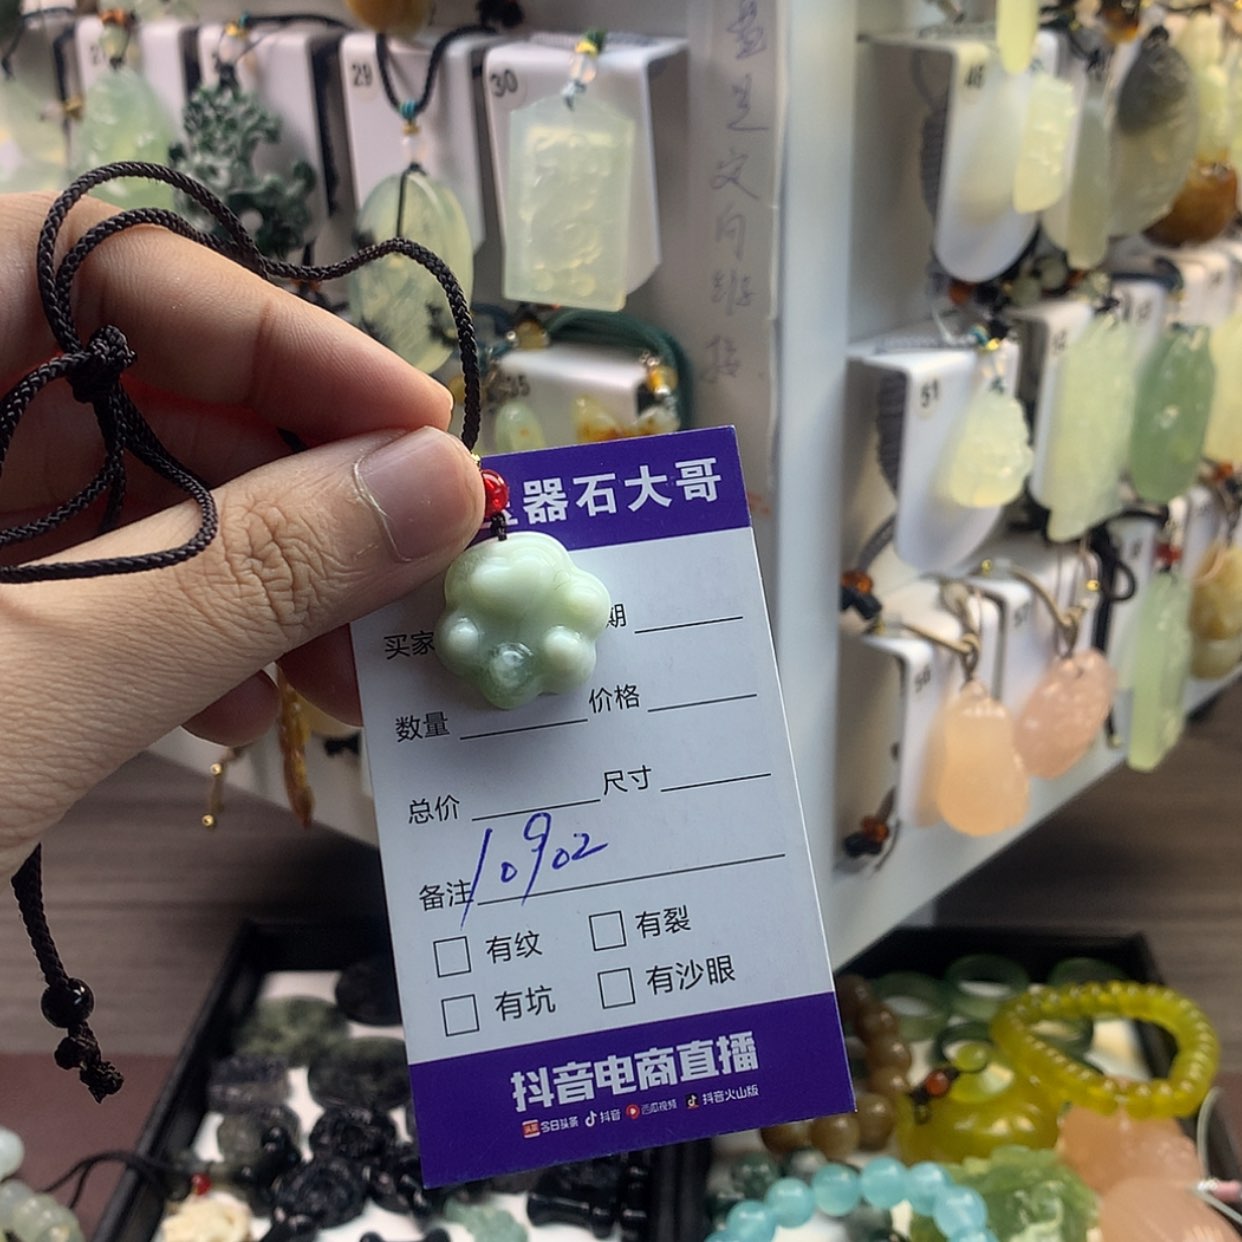 29
30
35
51
器石大哥
买家
期
数量
价格
总价
尺寸
备注 10902
有纹
有裂
有坑
有沙眼
抖音电商直播
今日头条 抖音 西瓜视频 抖音火山版